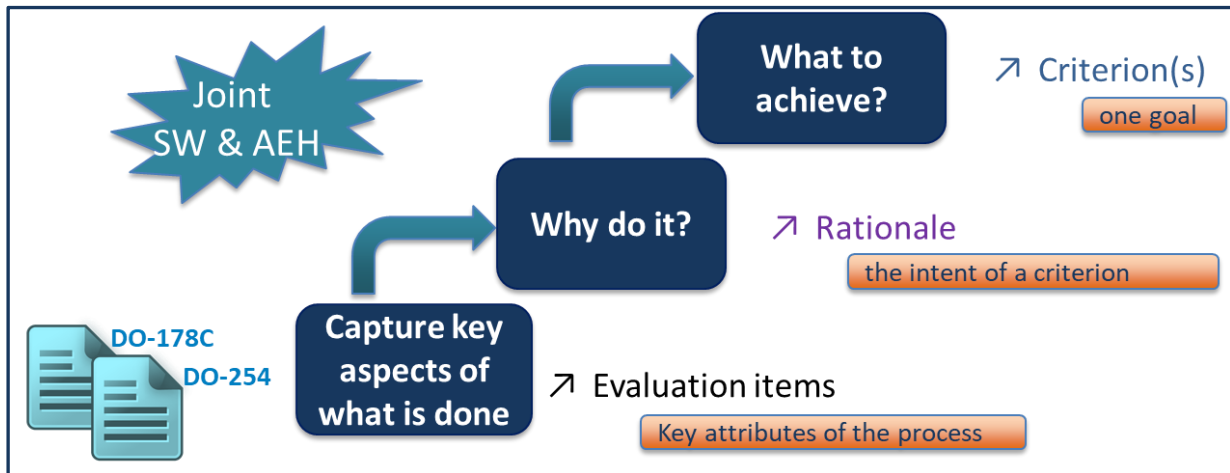 Joint
SW & AEH
What to
achieve?
↗ Criterion(s)
one goal
Why do it?
↗ Rationale
the intent of a criterion
DO-178C
DO-254
Capture key
aspects of
what is done
↗ Evaluation items
Key attributes of the process